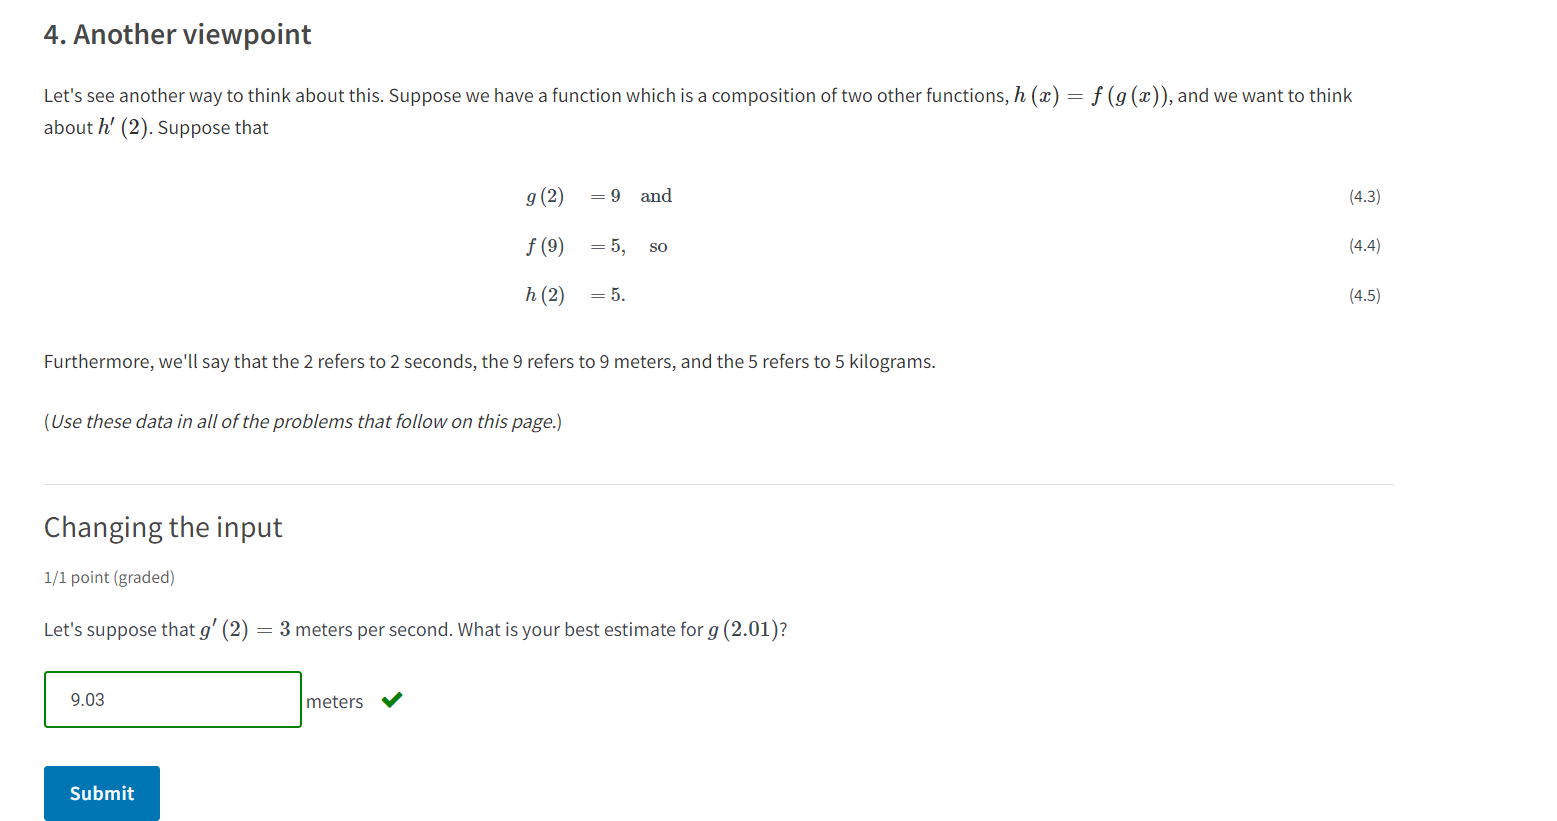 4. Another viewpoint
Let's see another way to think about this. Suppose we have a function which is a composition of two other functions, h (x) = f (g (x)), and we want to think
about h′ (2). Suppose that
g (2) = 9 and (4.3)
f (9) = 5, so (4.4)
h (2) = 5. (4.5)
Furthermore, we'll say that the 2 refers to 2 seconds, the 9 refers to 9 meters, and the 5 refers to 5 kilograms.
(Use these data in all of the problems that follow on this page.)
Changing the input
1/1 point (graded)
Let's suppose that g′ (2) = 3 meters per second. What is your best estimate for g (2.01)?
9.03 meters
Submit